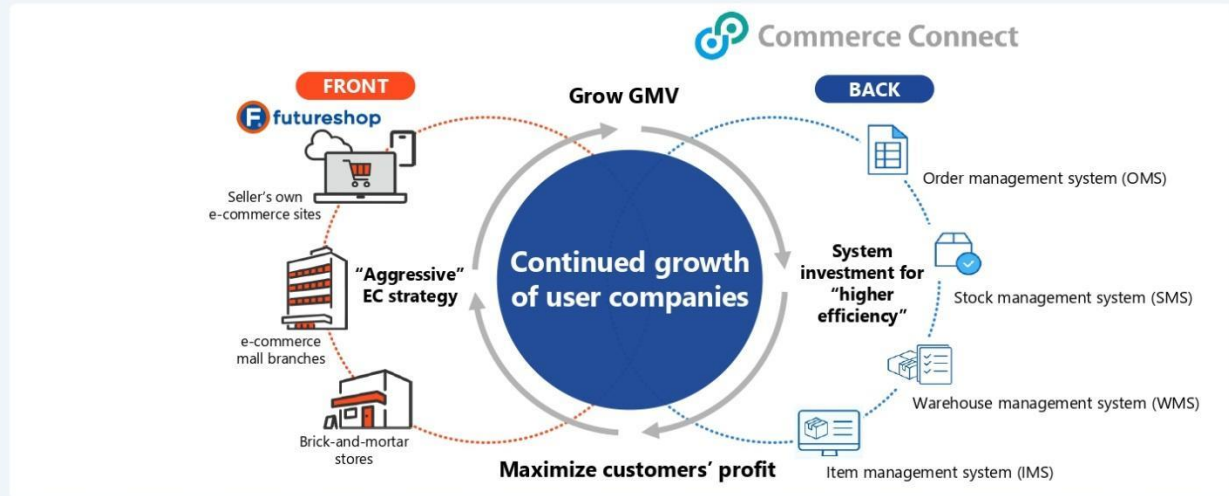 Commerce Connect
FRONT
Grow GMV
BACK
F futureshop
Seller's own
e-commerce sites
Order management system (OMS)
"Aggressive"
EC strategy
Continued growth
of user companies
System
investment for
"higher
efficiency"
Stock management system (SMS)
e-commerce
mall branches
Warehouse management system (WMS)
Brick-and-mortar
stores
Maximize customers' profit
Item management system (IMS)